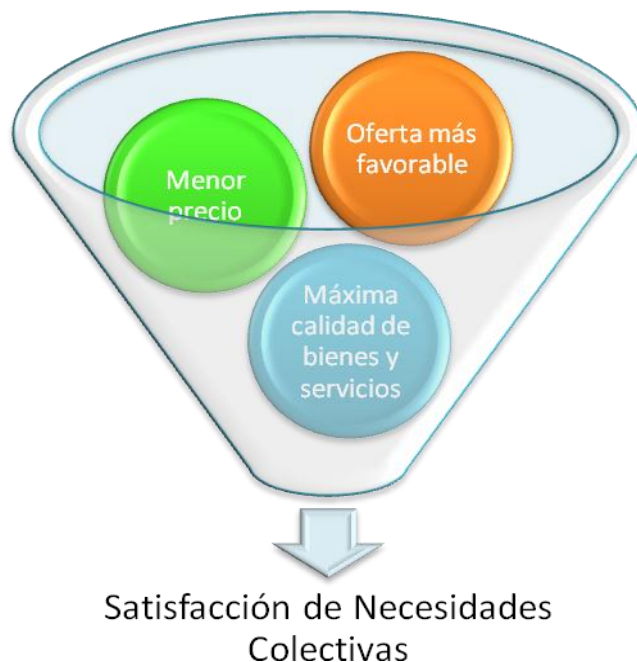 Oferta más
favorable
Menor
precio
Máxima
calidad de
bienes y
servicios
Satisfacción de Necesidades
Colectivas